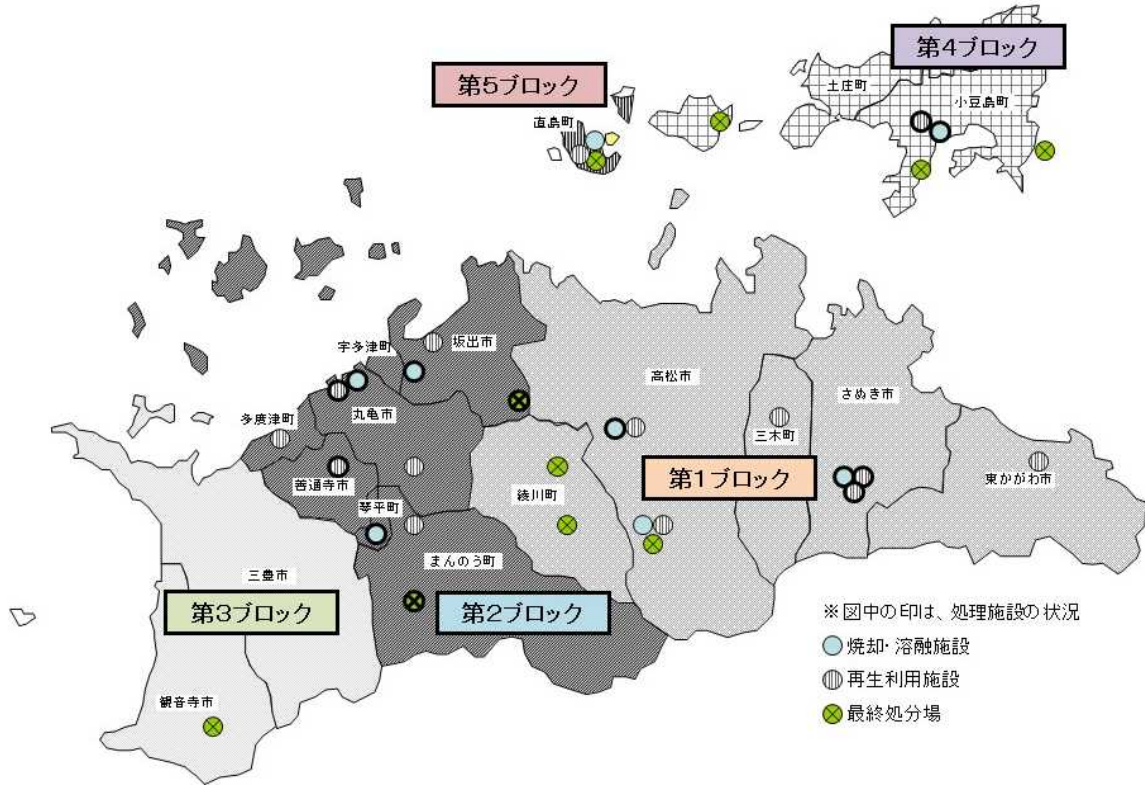 第4ブロック
第5ブロック
土庄町
小豆島町
直島町
宇多津町
坂出市
高松市
さぬき市
多度津町
丸亀市
三木町
善通寺市
綾川町
第1ブロック
東かがわ市
琴平町
まんのう町
三豊市
第3ブロック
第2ブロック
※図中の印は、処理施設の状況
焼却・溶融施設
再生利用施設
観音寺市
最終処分場